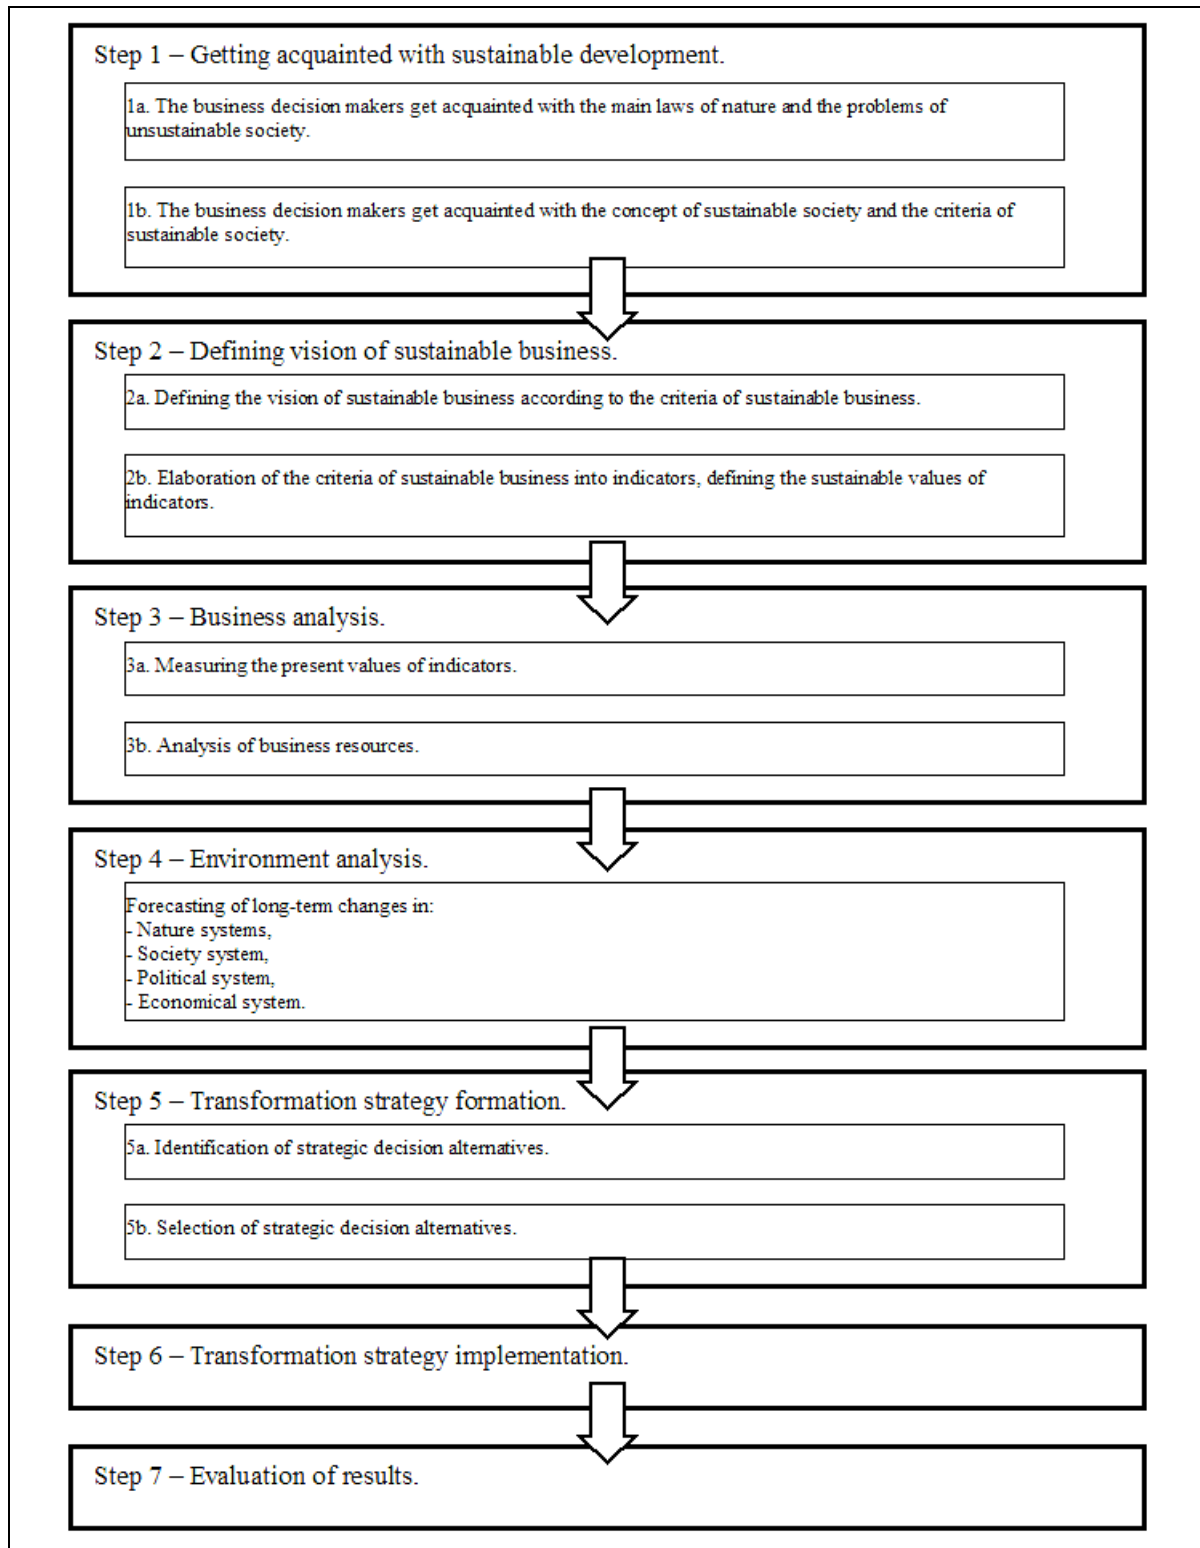 Step 1 – Getting acquainted with sustainable development.
1a. The business decision makers get acquainted with the main laws of nature and the problems of
unsustainable society.
1b. The business decision makers get acquainted with the concept of sustainable society and the criteria of
sustainable society.
Step 2 – Defining vision of sustainable business.
2a. Defining the vision of sustainable business according to the criteria of sustainable business.
2b. Elaboration of the criteria of sustainable business into indicators, defining the sustainable values of
indicators.
Step 3 – Business analysis.
3a. Measuring the present values of indicators.
3b. Analysis of business resources.
Step 4 – Environment analysis.
Forecasting of long-term changes in:
- Nature systems,
- Society system,
- Political system,
- Economical system.
Step 5 – Transformation strategy formation.
5a. Identification of strategic decision alternatives.
5b. Selection of strategic decision alternatives.
Step 6 – Transformation strategy implementation.
Step 7 – Evaluation of results.